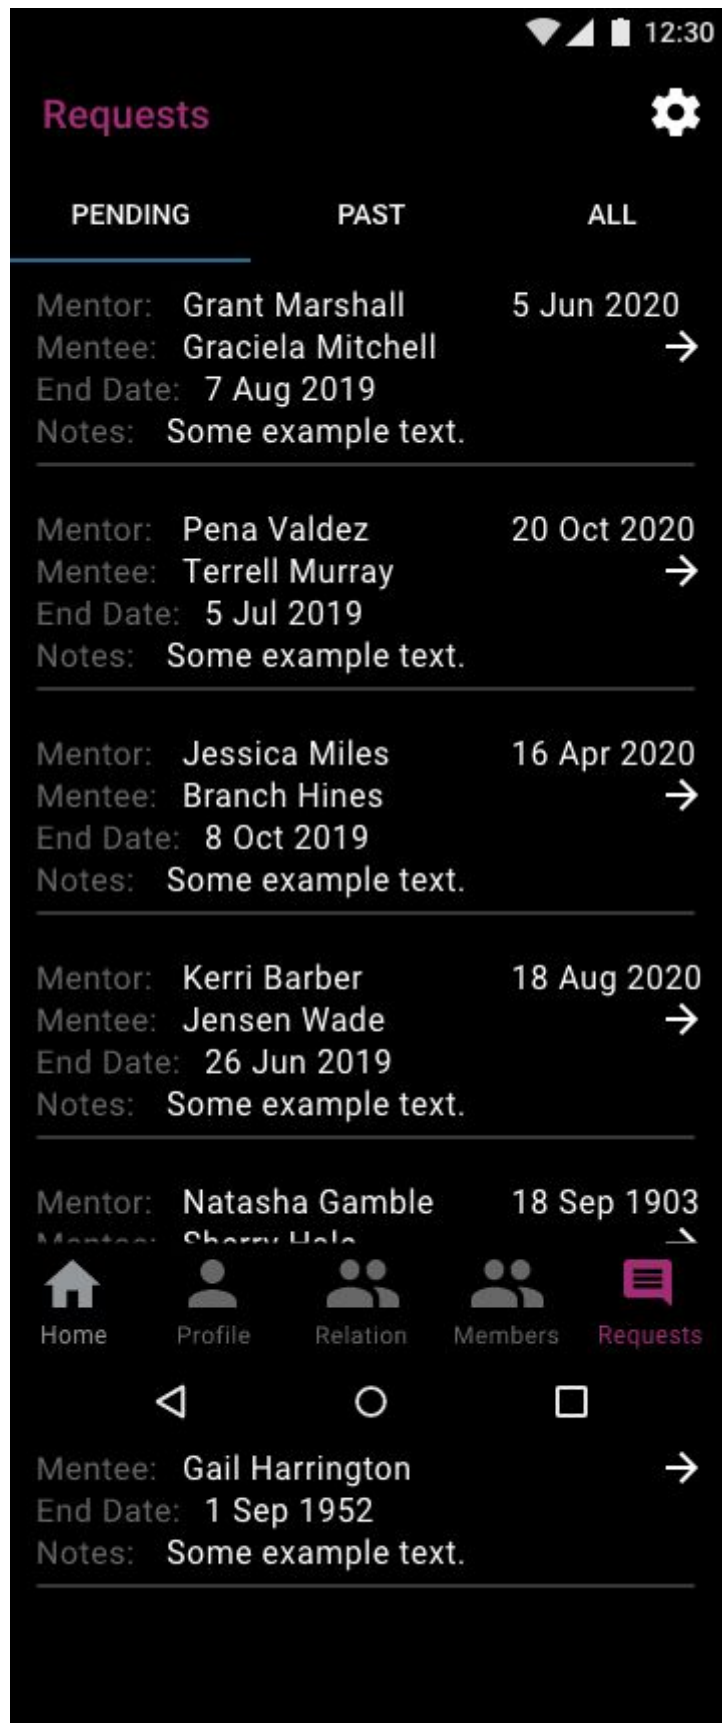 12:30
Requests
PENDING PAST ALL
Mentor: Grant Marshall 5 Jun 2020
Mentee: Graciela Mitchell
End Date: 7 Aug 2019
Notes: Some example text.
Mentor: Pena Valdez 20 Oct 2020
Mentee: Terrell Murray
End Date: 5 Jul 2019
Notes: Some example text.
Mentor: Jessica Miles 16 Apr 2020
Mentee: Branch Hines
End Date: 8 Oct 2019
Notes: Some example text.
Mentor: Kerri Barber 18 Aug 2020
Mentee: Jensen Wade
End Date: 26 Jun 2019
Notes: Some example text.
Mentor: Natasha Gamble 18 Sep 1903
Mentee: Sherry
Home Profile Relation Members Requests
Mentee: Gail Harrington
End Date: 1 Sep 1952
Notes: Some example text.